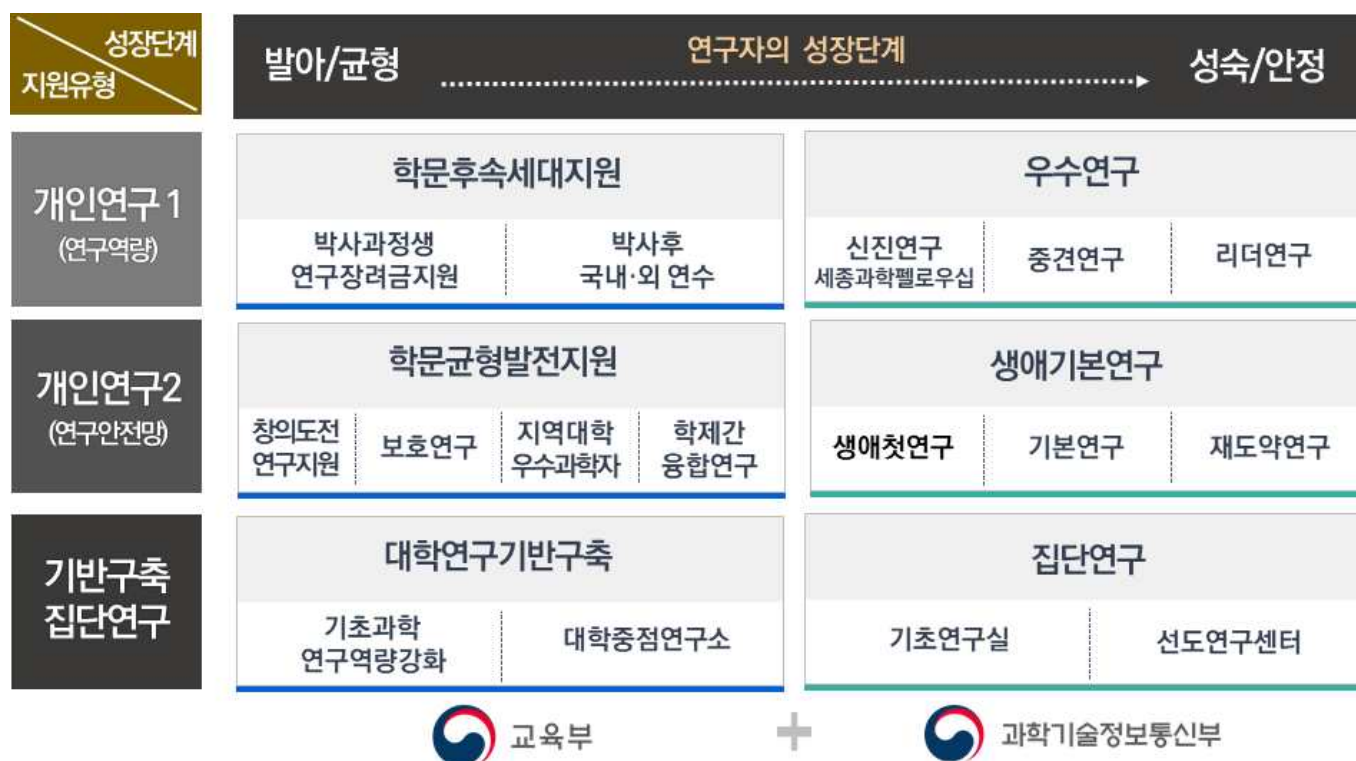 성장단계
지원유형
발아/균형
연구자의 성장단계
성숙/안정
개인연구 1
(연구역량)
학문후속세대지원
박사과정생
연구장려금지원
박사후
국내·외 연수
우수연구
신진연구
세종과학펠로우십
중견연구
리더연구
개인연구2
(연구안전망)
학문균형발전지원
창의도전
연구지원
보호연구
지역대학
우수과학자
학제간
융합연구
생애기본연구
생애첫연구
기본연구
재도약연구
기반구축
집단연구
대학연구기반구축
기초과학
연구역량강화
대학중점연구소
집단연구
기초연구실
선도연구센터
교육부
+
과학기술정보통신부